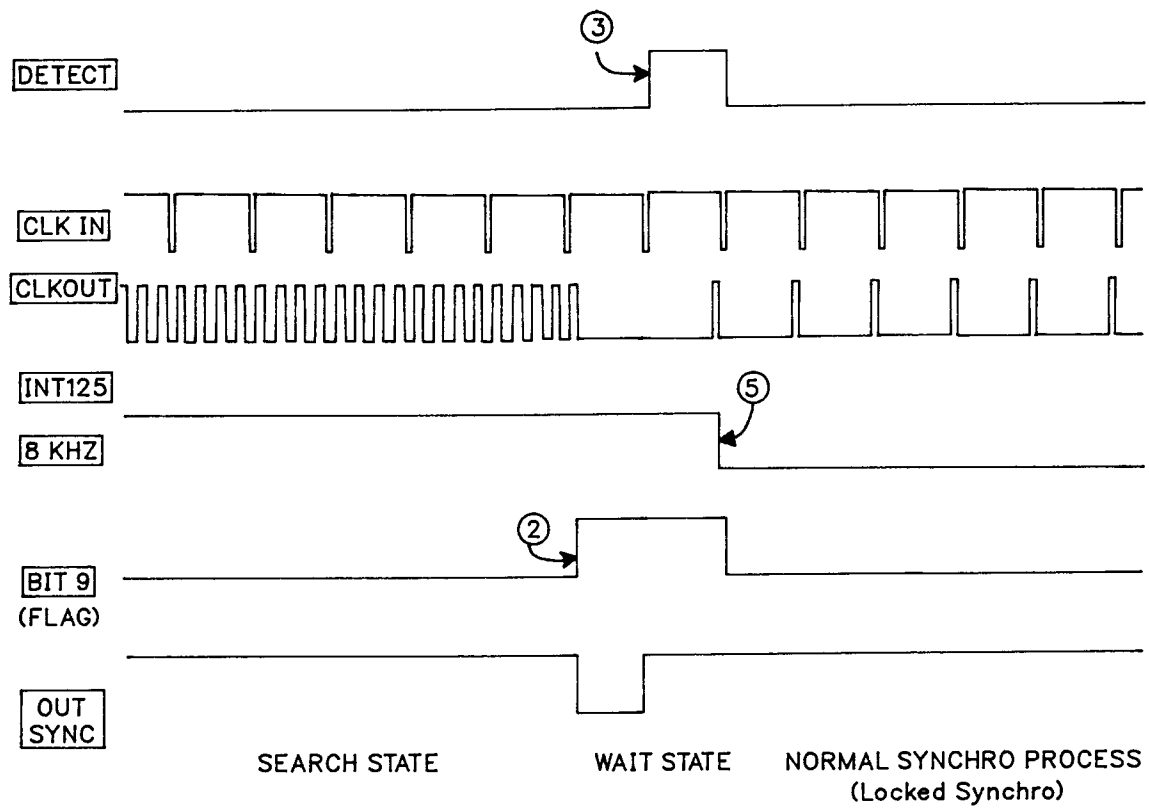 3
DETECT
CLK IN
CLKOUT
INT125
5
8 KHZ
2
BIT 9
(FLAG)
OUT
SYNC
SEARCH STATE
WAIT STATE
NORMAL SYNCHRO PROCESS
(Locked Synchro)